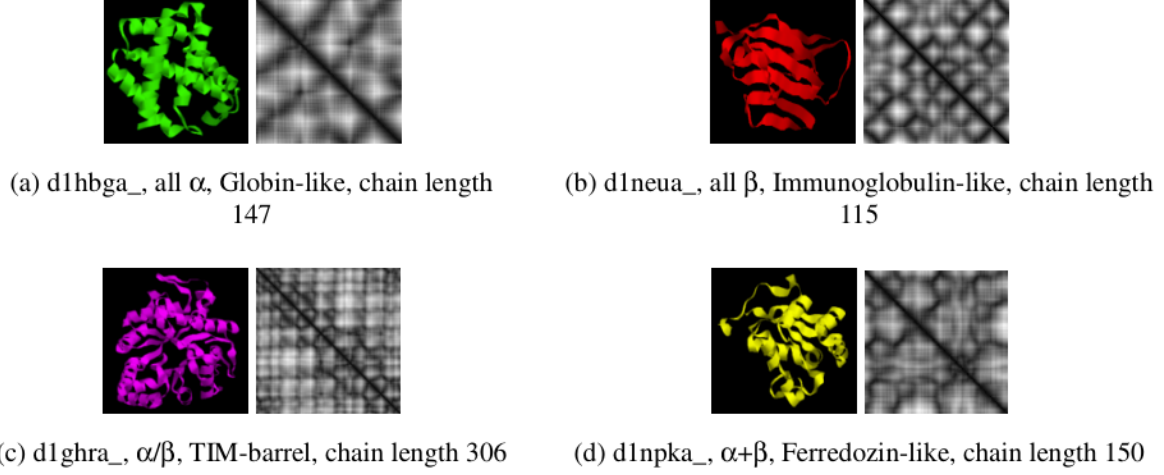 (a) d1hbga_, all α, Globin-like, chain length
147
(b) d1neua_, all β, Immunoglobulin-like, chain length
115
(c) d1ghra_, α/β, TIM-barrel, chain length 306
(d) d1npka_, α+β, Ferredozin-like, chain length 150